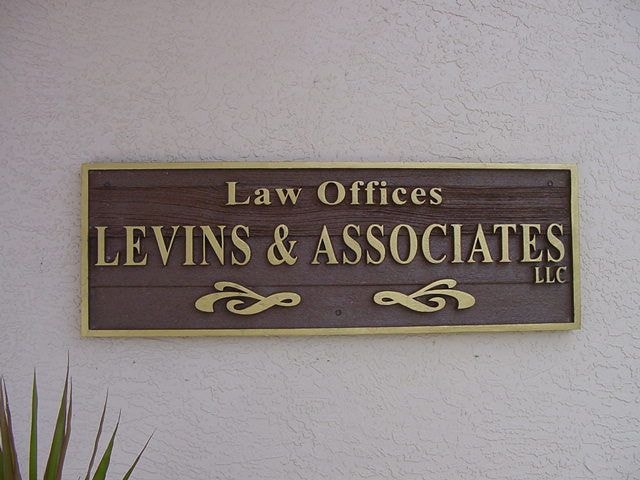 Law Offices
LEVINS & ASSOCIATES
LLC